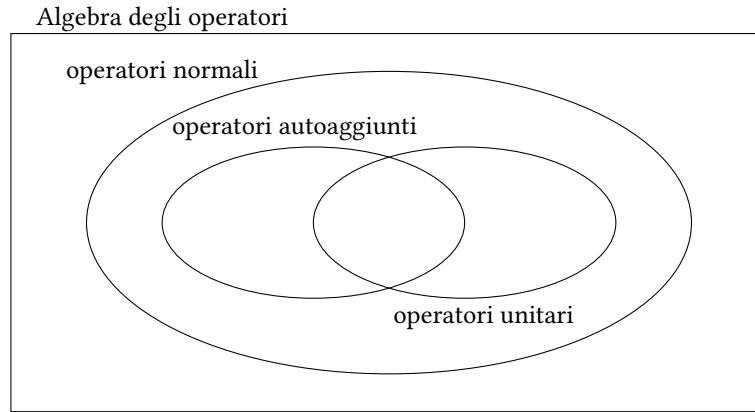 Algebra degli operatori
operatori normali
operatori autoaggiunti
operatori unitari